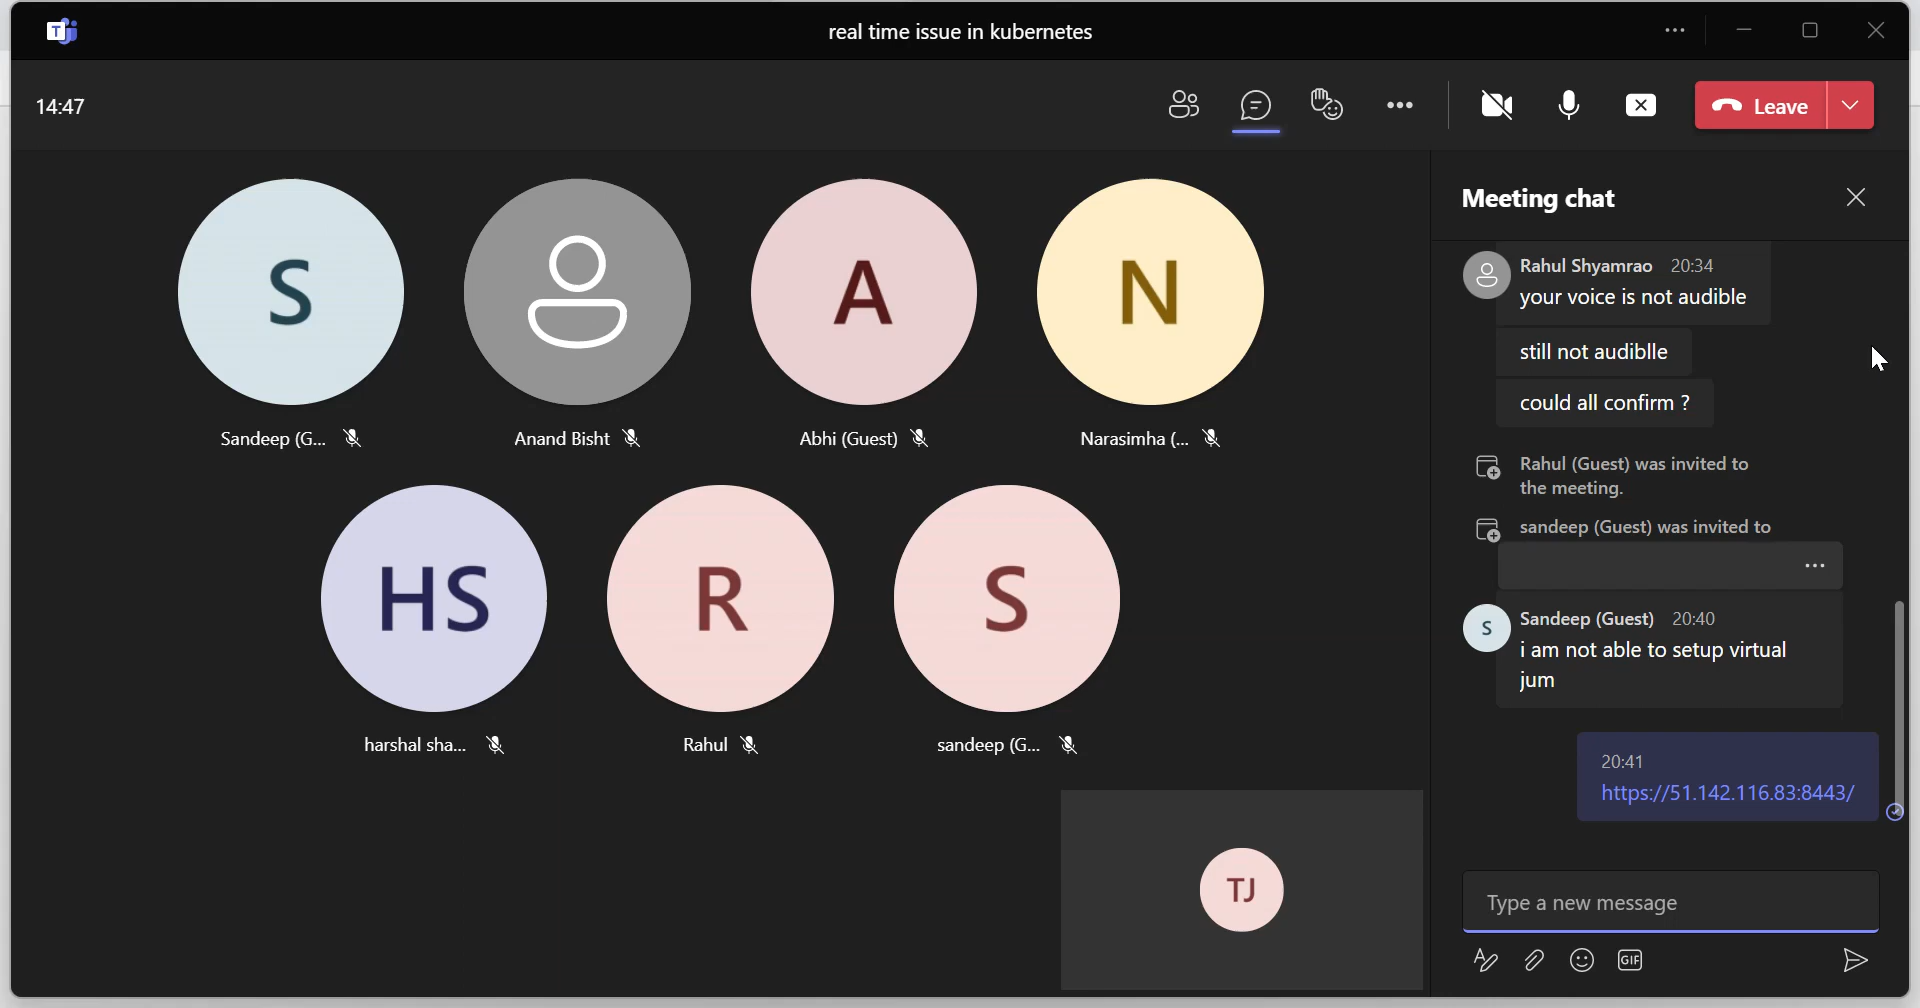 T
real time issue in kubernetes
14:47
Leave
S
A
N
Sandeep (G...
Anand Bisht
Abhi (Guest)
Narasimha (...
HS
R
S
harshal sha...
Rahul
sandeep (G...
TJ
Meeting chat
Rahul Shyamrao 20:34
your voice is not audible
still not audiblle
could all confirm ?
Rahul (Guest) was invited to
the meeting.
sandeep (Guest) was invited to
S
Sandeep (Guest) 20:40
i am not able to setup virtual
jum
20:41
https://51.142.116.83:8443/
Type a new message
GIF